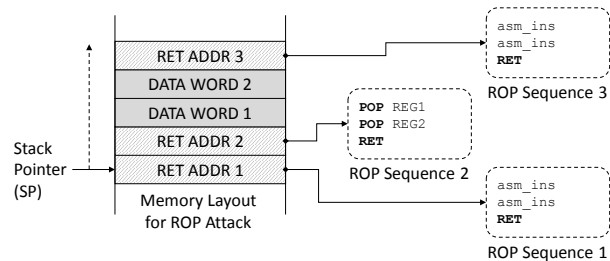 RET ADDR 3
DATA WORD 2
DATA WORD 1
RET ADDR 2
RET ADDR 1
Stack
Pointer
(SP)
Memory Layout
for ROP Attack
asm_ins
asm_ins
RET
ROP Sequence 3
POP REG1
POP REG2
RET
ROP Sequence 2
asm_ins
asm_ins
RET
ROP Sequence 1